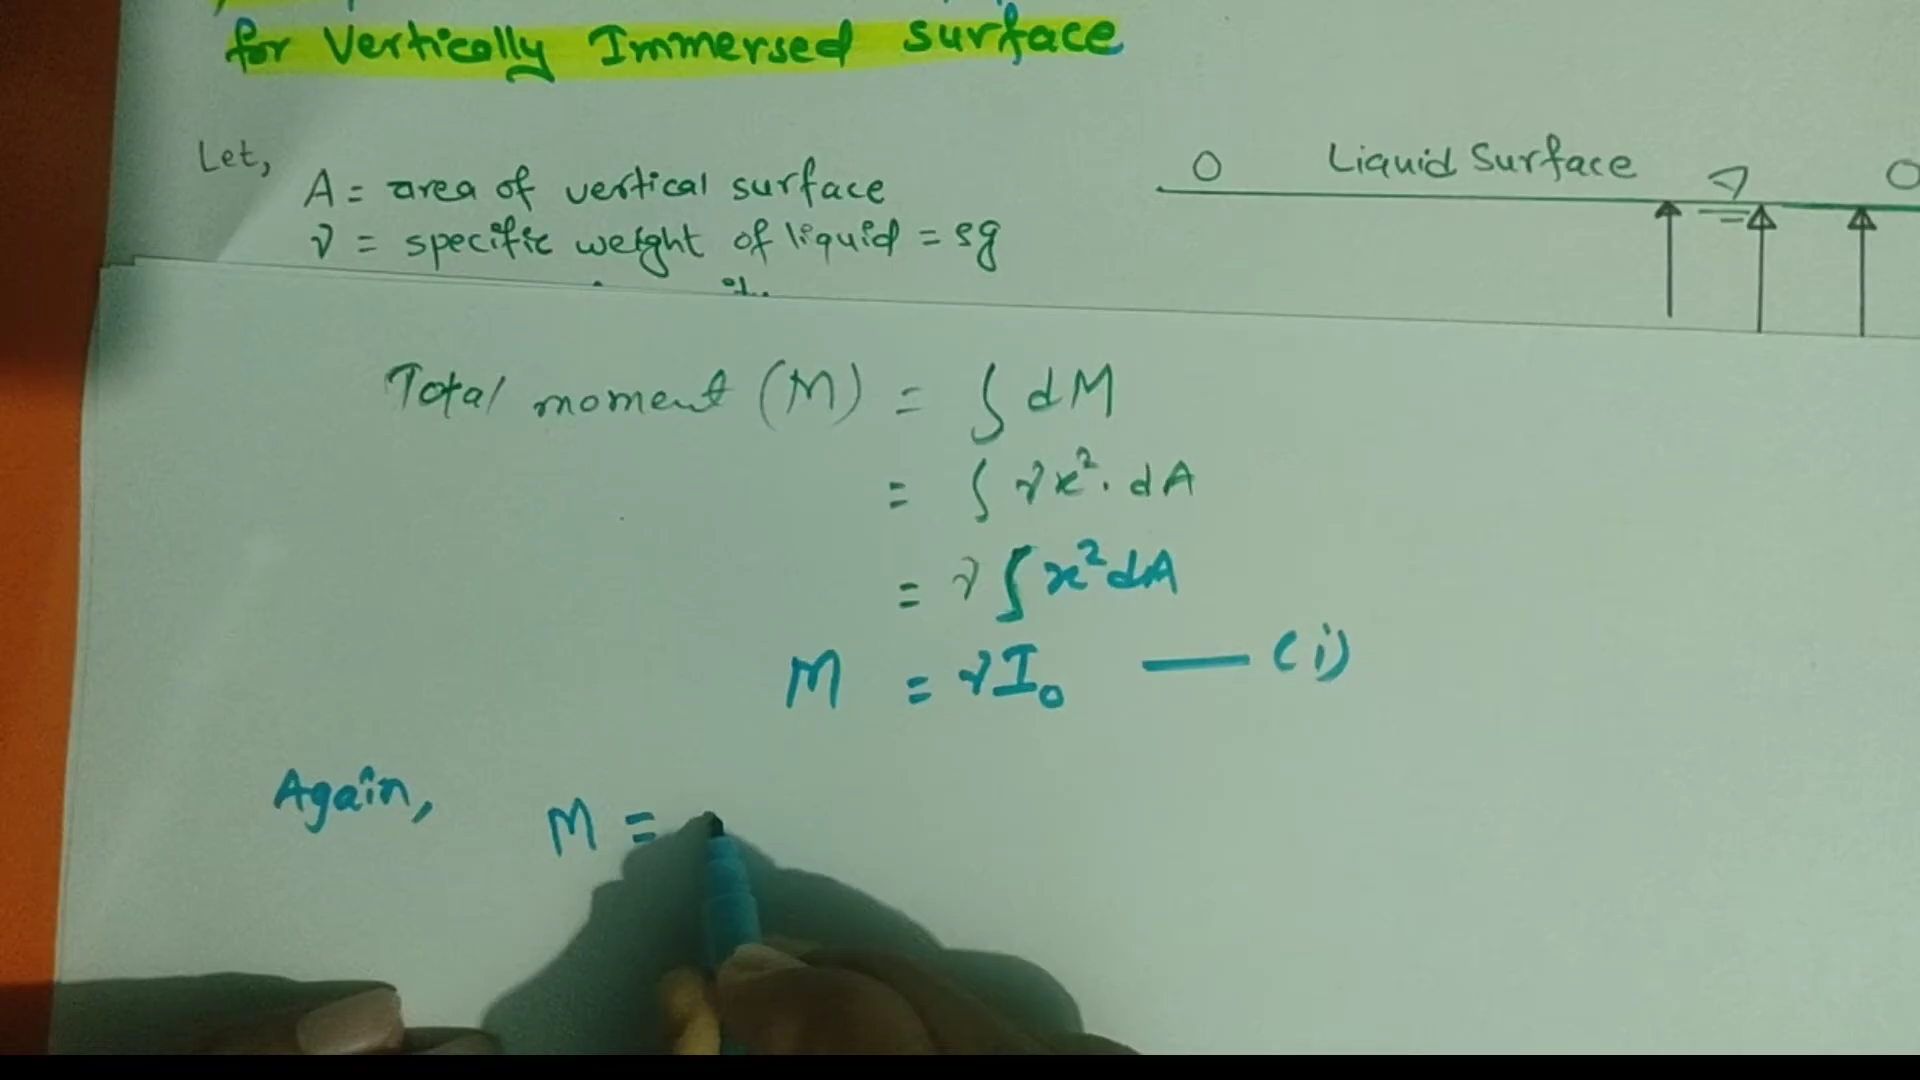 for Vertically Immersed surface
Let,
A = area of vertical surface
γ = specific weight of liquid = ρg
O Liquid Surface O
Total moment (M) = ∫ dM
= ∫ γx². dA
= γ ∫ x² dA
M = γI₀ — (i)
Again, M =